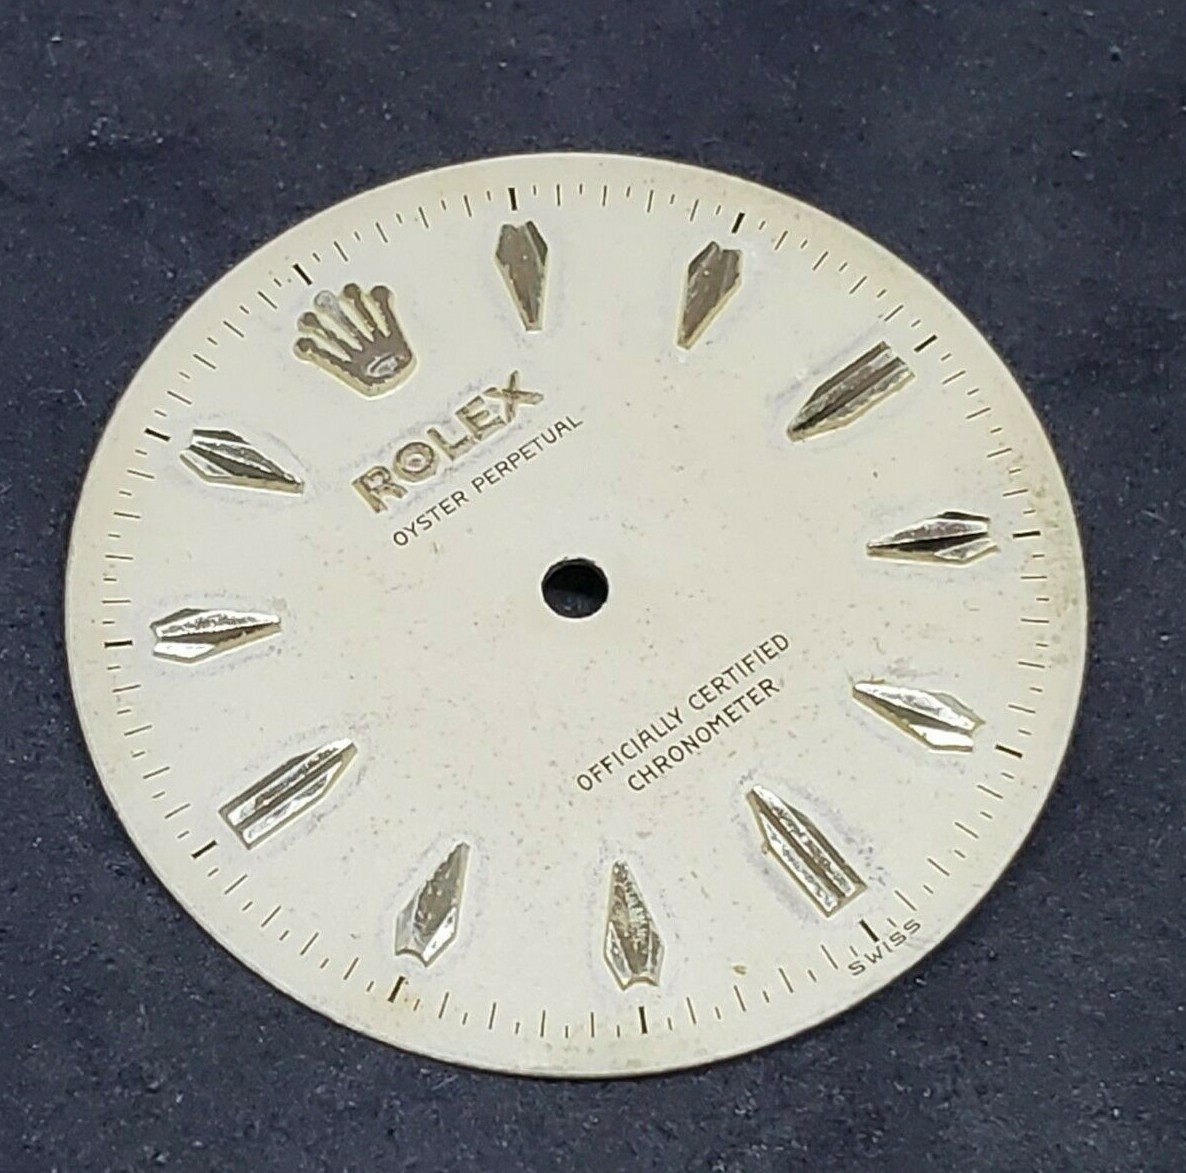 ROLEX
OYSTER PERPETUAL
OFFICIALLY CERTIFIED
CHRONOMETER
SWISS